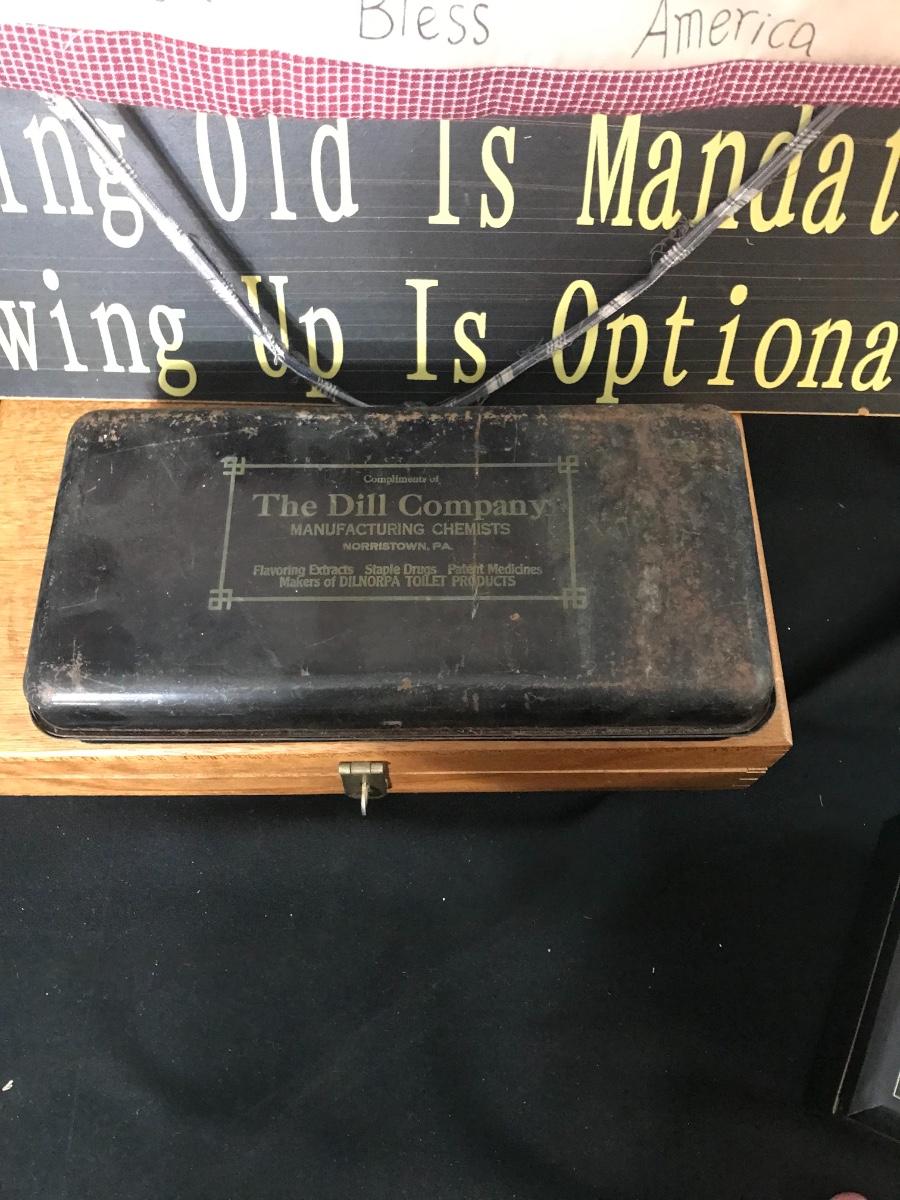 Bless America
ing Old Is Mandat
wing Up Is Optiona
Compliments of
The Dill Company
MANUFACTURING CHEMISTS
NORRISTOWN, PA.
Flavoring Extracts Staple Drugs Patent Medicines
Makers of DILNORPA TOILET PRODUCTS